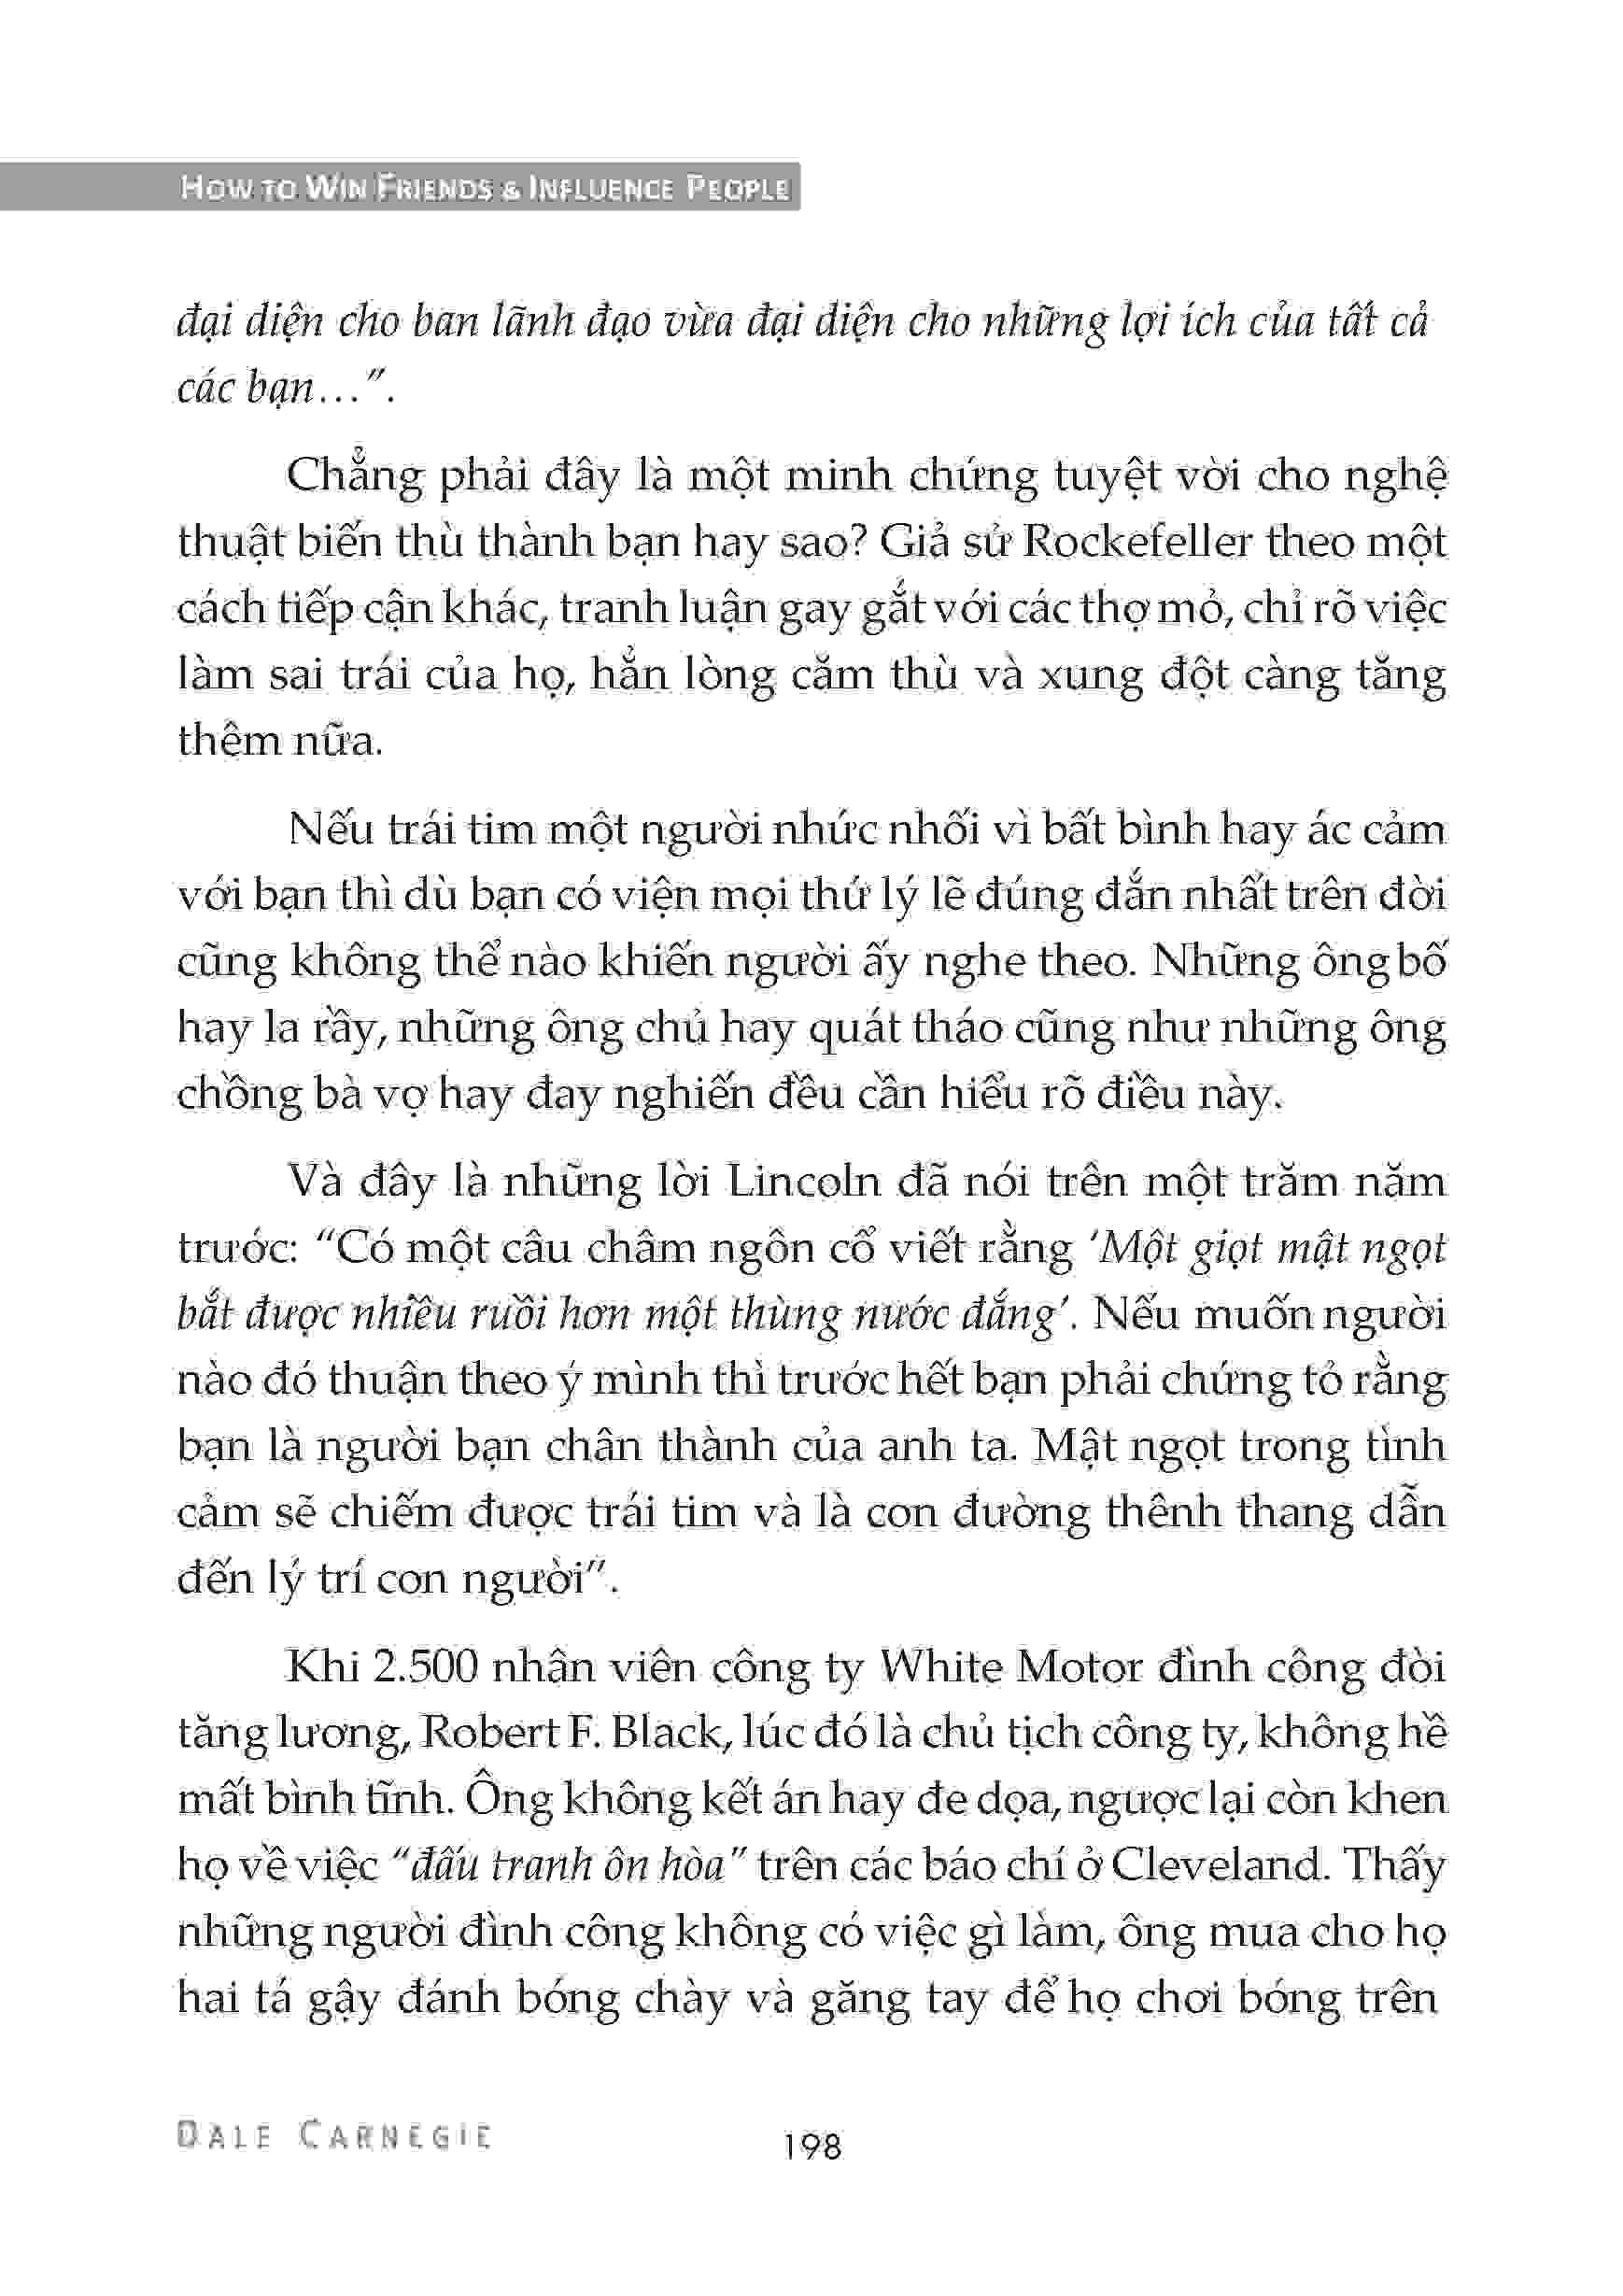 HOW TO WIN FRIENDS & INFLUENCE PEOPLE
đại diện cho ban lãnh đạo vừa đại diện cho những lợi ích của tất cả
các bạn…”.
Chẳng phải đây là một minh chứng tuyệt vời cho nghệ
thuật biến thù thành bạn hay sao? Giả sử Rockefeller theo một
cách tiếp cận khác, tranh luận gay gắt với các thợ mỏ, chỉ rõ việc
làm sai trái của họ, hẳn lòng căm thù và xung đột càng tăng
thêm nữa.
Nếu trái tim một người nhức nhối vì bất bình hay ác cảm
với bạn thì dù bạn có viện mọi thứ lý lẽ đúng đắn nhất trên đời
cũng không thể nào khiến người ấy nghe theo. Những ông bố
hay la rầy, những ông chủ hay quát tháo cũng như những ông
chồng bà vợ hay đay nghiến đều cần hiểu rõ điều này.
Và đây là những lời Lincoln đã nói trên một trăm năm
trước: “Có một câu châm ngôn cổ viết rằng ‘Một giọt mật ngọt
bắt được nhiều ruồi hơn một thùng nước đắng’. Nếu muốn người
nào đó thuận theo ý mình thì trước hết bạn phải chứng tỏ rằng
bạn là người bạn chân thành của anh ta. Mật ngọt trong tình
cảm sẽ chiếm được trái tim và là con đường thênh thang dẫn
đến lý trí con người”.
Khi 2.500 nhân viên công ty White Motor đình công đòi
tăng lương, Robert F. Black, lúc đó là chủ tịch công ty, không hề
mất bình tĩnh. Ông không kết án hay đe dọa, ngược lại còn khen
họ về việc “đấu tranh ôn hòa” trên các báo chí ở Cleveland. Thấy
những người đình công không có việc gì làm, ông mua cho họ
hai tá gậy đánh bóng chày và găng tay để họ chơi bóng trên
DALE CARNEGIE
198